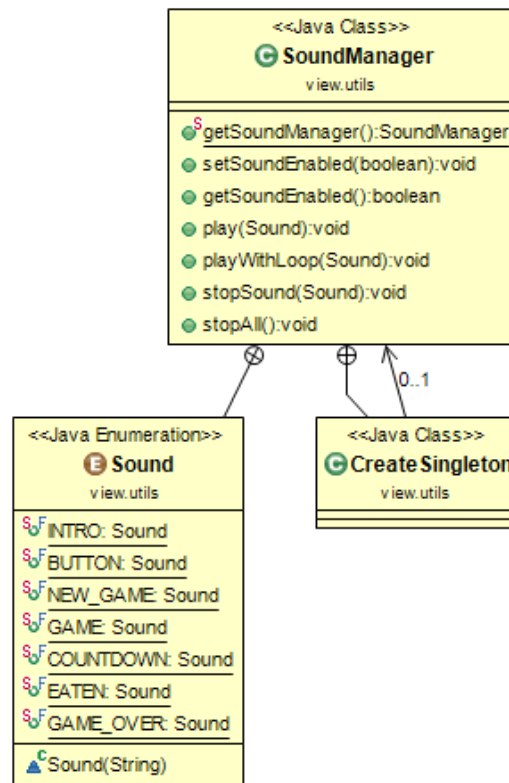 <<Java Class>>
SoundManager
view.utils
getSoundManager():SoundManager
setSoundEnabled(boolean):void
getSoundEnabled():boolean
play(Sound):void
playWithLoop(Sound):void
stopSound(Sound):void
stopAll():void
0..1
<<Java Enumeration>>
Sound
view.utils
INTRO: Sound
BUTTON: Sound
NEW_GAME: Sound
GAME: Sound
COUNTDOWN: Sound
EATEN: Sound
GAME_OVER: Sound
Sound(String)
<<Java Class>>
CreateSingleton
view.utils